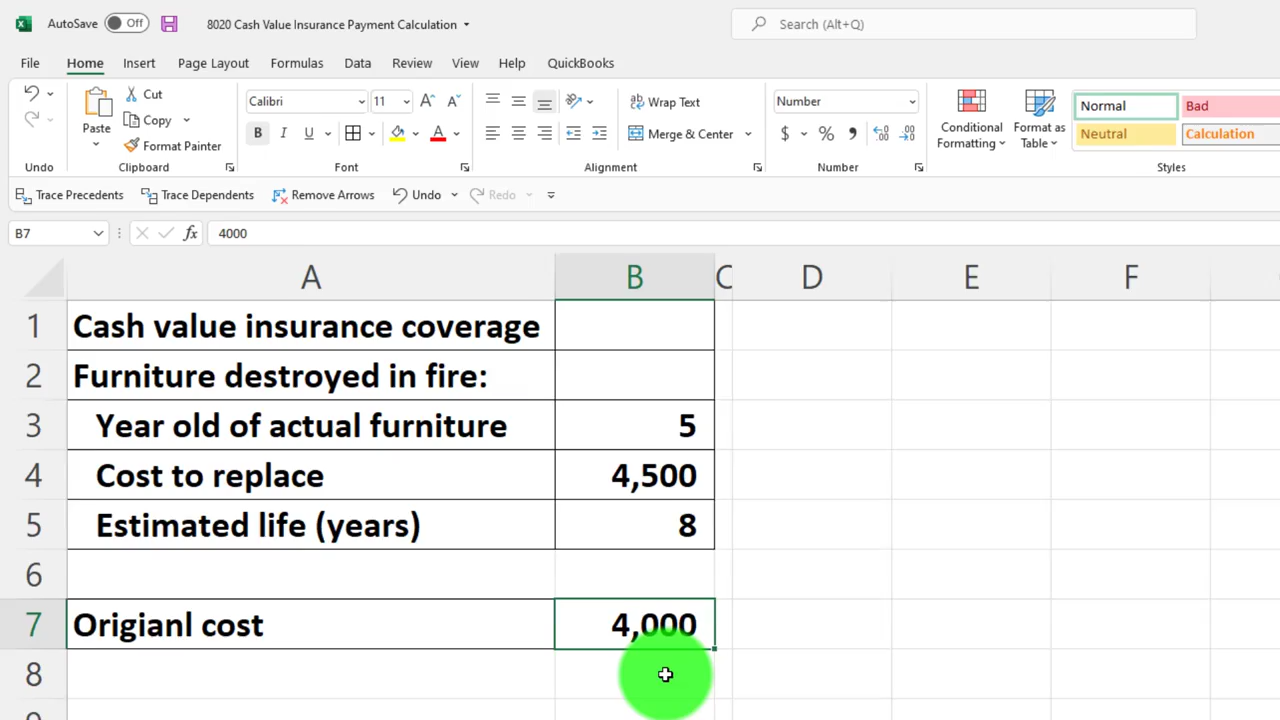 AutoSave Off 8020 Cash Value Insurance Payment Calculation Search (Alt+Q)
File Home Insert Page Layout Formulas Data Review View Help QuickBooks
Undo
Paste Cut Copy Format Painter
Clipboard
Calibri 11
B I U A
Font
Wrap Text
Merge & Center
Alignment
Number
$ % 9
Number
Conditional Formatting
Format as Table
Normal Bad
Neutral Calculation
Styles
Trace Precedents Trace Dependents Remove Arrows Undo Redo
B7 fx 4000
A B C D E F
1 Cash value insurance coverage
2 Furniture destroyed in fire:
3 Year old of actual furniture 5
4 Cost to replace 4,500
5 Estimated life (years) 8
6
7 Origianl cost 4,000
8